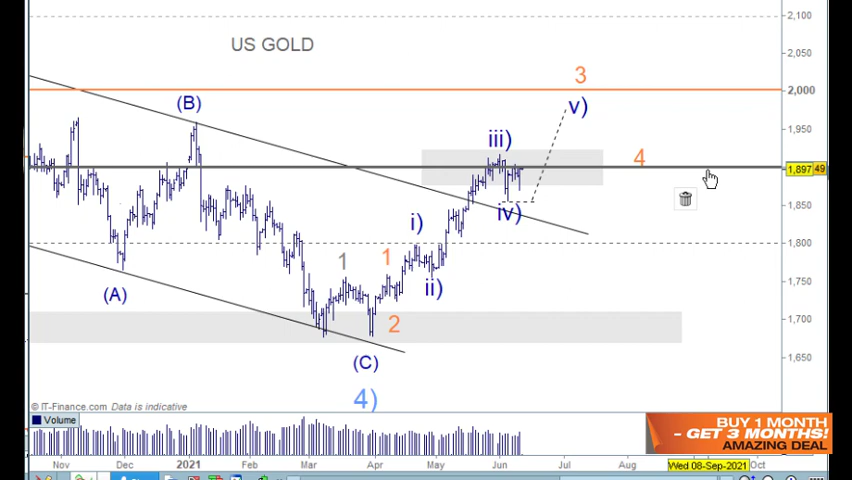 2,100
US GOLD
2,050
3
2,000
(B)
v)
1,950
iii)
4
1,897 49
1,850
iv)
i)
1,800
1
1
ii)
(A)
1,750
2
1,700
(C)
1,650
4)
© IT-Finance.com Data is indicative
Volume
BUY 1 MONTH
- GET 3 MONTHS!
AMAZING DEAL
Nov Dec 2021 Feb Mar Apr May Jun Jul Aug Wed 08-Sep-2021 Oct